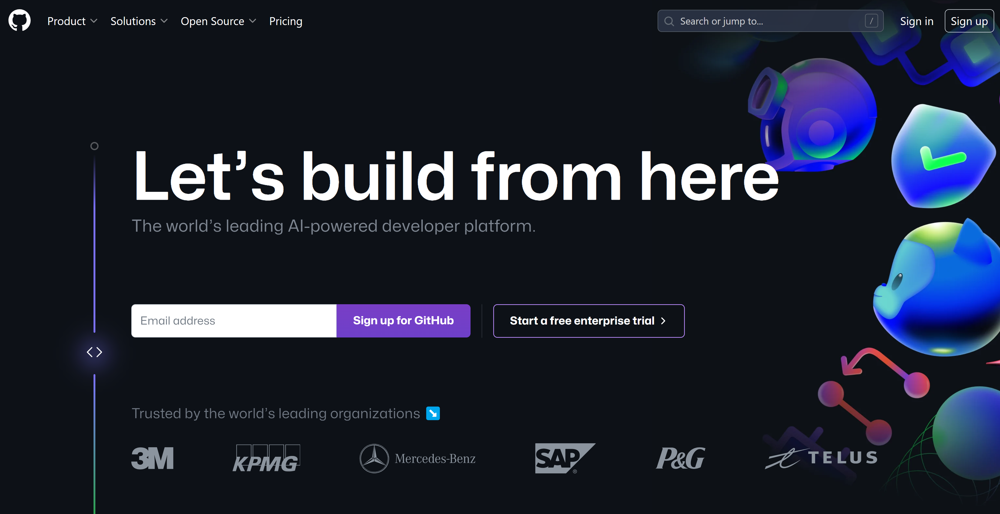 Product Solutions Open Source Pricing Search or jump to... / Sign in Sign up
Let’s build from here
The world’s leading AI-powered developer platform.
Email address Sign up for GitHub Start a free enterprise trial
Trusted by the world’s leading organizations
3M KPMG Mercedes-Benz SAP® P&G TELUS